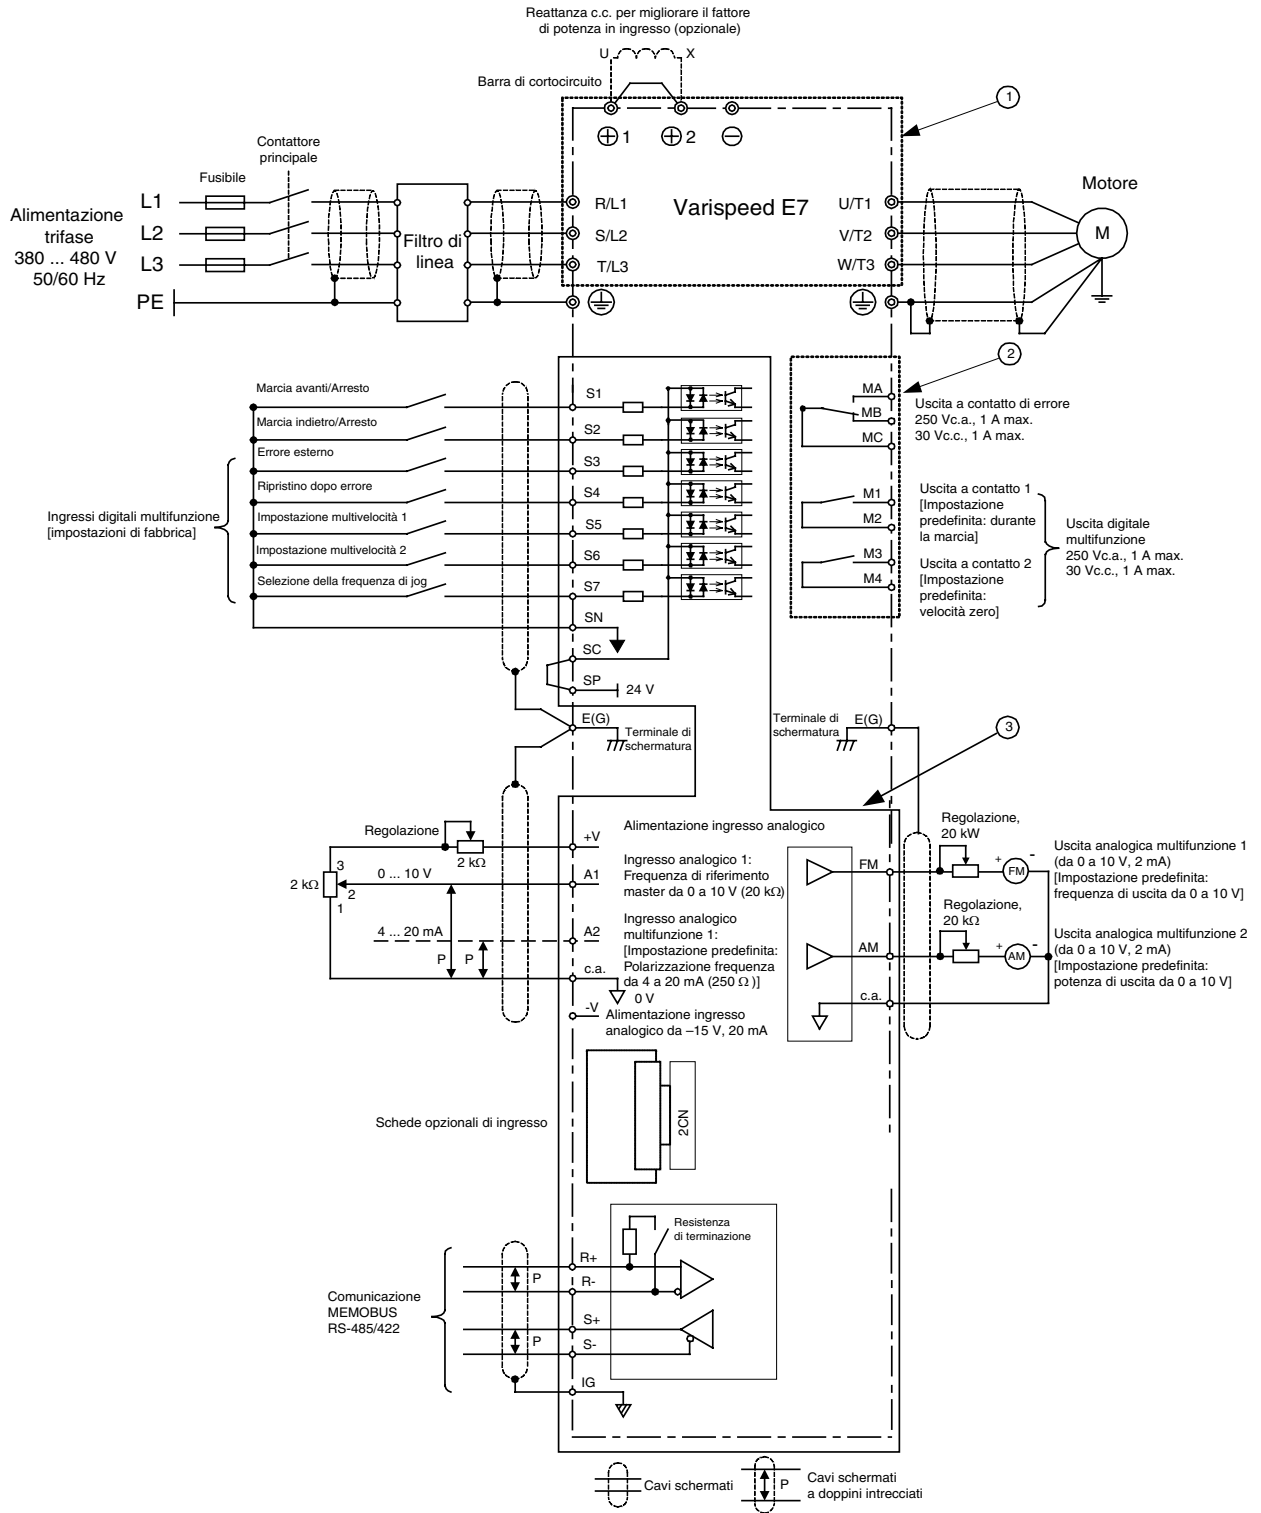 Reattanza c.c. per migliorare il fattore
di potenza in ingresso (opzionale)
U X
Barra di cortocircuito
1
1 2
Contattore
principale
Fusibile
L1
L2
L3
PE
Alimentazione
trifase
380 ... 480 V
50/60 Hz
Filtro di
linea
R/L1
S/L2
T/L3
Varispeed E7
U/T1
V/T2
W/T3
Motore
M
2
Marcia avanti/Arresto
Marcia indietro/Arresto
Errore esterno
Ripristino dopo errore
Impostazione multivelocità 1
Impostazione multivelocità 2
Selezione della frequenza di jog
Ingressi digitali multifunzione
[impostazioni di fabbrica]
S1
S2
S3
S4
S5
S6
S7
SN
SC
SP
24 V
E(G)
Terminale di
schermatura
MA
MB
MC
M1
M2
M3
M4
Uscita a contatto di errore
250 Vc.a., 1 A max.
30 Vc.c., 1 A max.
Uscita a contatto 1
[Impostazione
predefinita: durante
la marcia]
Uscita a contatto 2
[Impostazione
predefinita:
velocità zero]
Uscita digitale
multifunzione
250 Vc.a., 1 A max.
30 Vc.c., 1 A max.
Terminale di
schermatura
E(G)
3
Regolazione
2 kΩ
2 kΩ
3
2
1
0 ... 10 V
4 ... 20 mA
P P
+V
A1
A2
c.a.
-V
Alimentazione ingresso analogico
Ingresso analogico 1:
Frequenza di riferimento
master da 0 a 10 V (20 kΩ)
Ingresso analogico
multifunzione 1:
[Impostazione predefinita:
Polarizzazione frequenza
da 4 a 20 mA (250 Ω )]
0 V
Alimentazione ingresso
analogico da –15 V, 20 mA
FM
AM
c.a.
Regolazione,
20 kW
+ FM -
Regolazione,
20 kΩ
+ AM -
Uscita analogica multifunzione 1
(da 0 a 10 V, 2 mA)
[Impostazione predefinita:
frequenza di uscita da 0 a 10 V]
Uscita analogica multifunzione 2
(da 0 a 10 V, 2 mA)
[Impostazione predefinita:
potenza di uscita da 0 a 10 V]
Schede opzionali di ingresso
2CN
Resistenza
di terminazione
Comunicazione
MEMOBUS
RS-485/422
P
P
R+
R-
S+
S-
IG
Cavi schermati
P
Cavi schermati
a doppini intrecciati